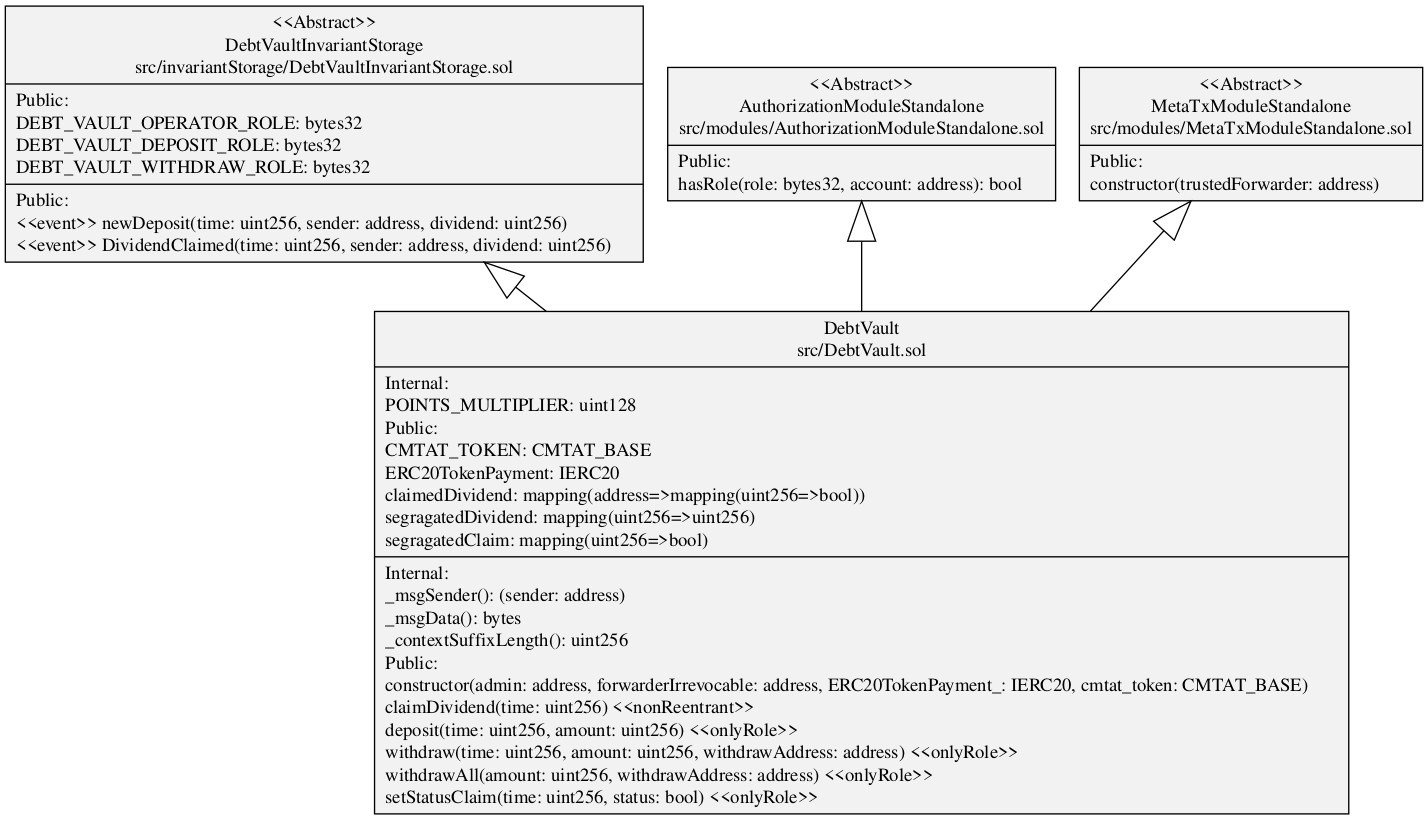 <<Abstract>>
DebtVaultInvariantStorage
src/invariantStorage/DebtVaultInvariantStorage.sol
Public:
DEBT_VAULT_OPERATOR_ROLE: bytes32
DEBT_VAULT_DEPOSIT_ROLE: bytes32
DEBT_VAULT_WITHDRAW_ROLE: bytes32
Public:
<<event>> newDeposit(time: uint256, sender: address, dividend: uint256)
<<event>> DividendClaimed(time: uint256, sender: address, dividend: uint256)
<<Abstract>>
AuthorizationModuleStandalone
src/modules/AuthorizationModuleStandalone.sol
Public:
hasRole(role: bytes32, account: address): bool
<<Abstract>>
MetaTxModuleStandalone
src/modules/MetaTxModuleStandalone.sol
Public:
constructor(trustedForwarder: address)
DebtVault
src/DebtVault.sol
Internal:
POINTS_MULTIPLIER: uint128
Public:
CMTAT_TOKEN: CMTAT_BASE
ERC20TokenPayment: IERC20
claimedDividend: mapping(address=>mapping(uint256=>bool))
segragatedDividend: mapping(uint256=>uint256)
segragatedClaim: mapping(uint256=>bool)
Internal:
_msgSender(): (sender: address)
_msgData(): bytes
_contextSuffixLength(): uint256
Public:
constructor(admin: address, forwarderIrrevocable: address, ERC20TokenPayment_: IERC20, cmtat_token: CMTAT_BASE)
claimDividend(time: uint256) <<nonReentrant>>
deposit(time: uint256, amount: uint256) <<onlyRole>>
withdraw(time: uint256, amount: uint256, withdrawAddress: address) <<onlyRole>>
withdrawAll(amount: uint256, withdrawAddress: address) <<onlyRole>>
setStatusClaim(time: uint256, status: bool) <<onlyRole>>